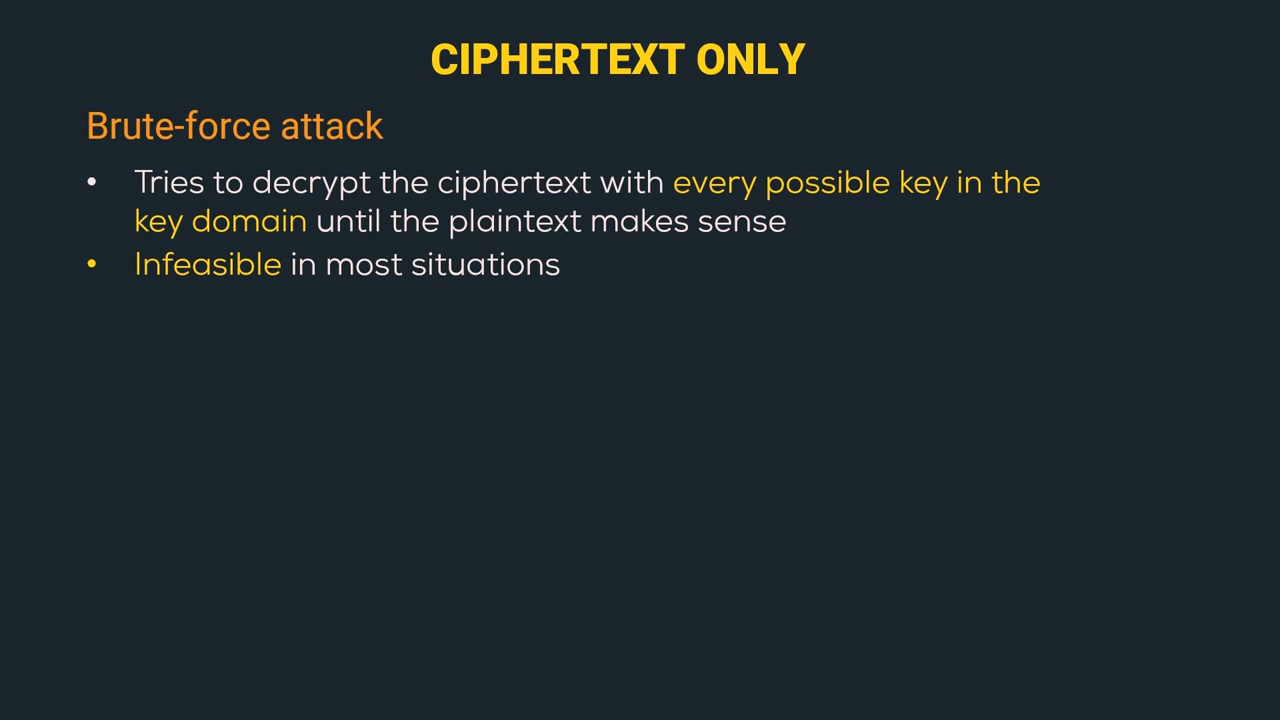 CIPHERTEXT ONLY
Brute-force attack
• Tries to decrypt the ciphertext with every possible key in the
key domain until the plaintext makes sense
• Infeasible in most situations